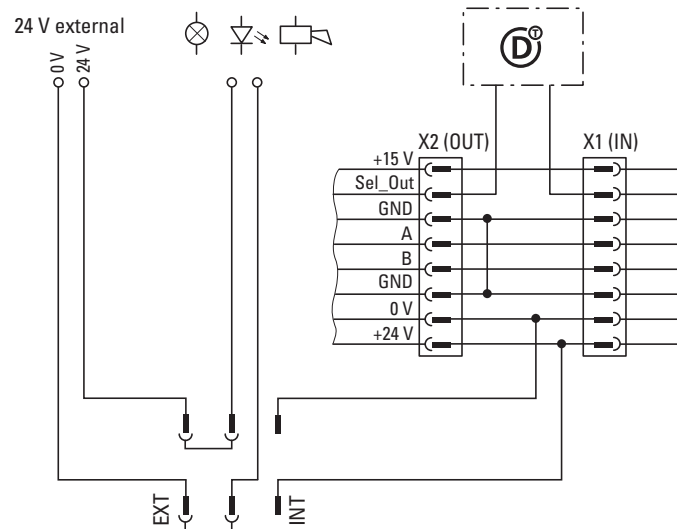 24 V external
0 V
24 V
D
T
X2 (OUT)
X1 (IN)
+15 V
Sel_Out
GND
A
B
GND
0 V
+24 V
EXT
INT